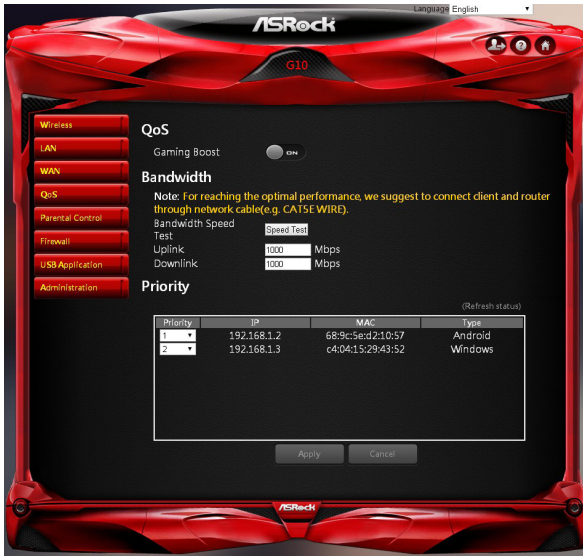 Language English
ASRock
G10
Wireless
LAN
WAN
QoS
Parental Control
Firewall
USB Application
Administration
QoS
Gaming Boost ON
Bandwidth
Note: For reaching the optimal performance, we suggest to connect client and router
through network cable(e.g. CAT5E WIRE).
Bandwidth Speed
Test Speed Test
Uplink 1000 Mbps
Downlink 1000 Mbps
Priority
(Refresh status)
Priority IP MAC Type
1 192.168.1.2 68:9c:5e:d2:10:57 Android
2 192.168.1.3 c4:04:15:29:43:52 Windows
Apply Cancel
ASRock